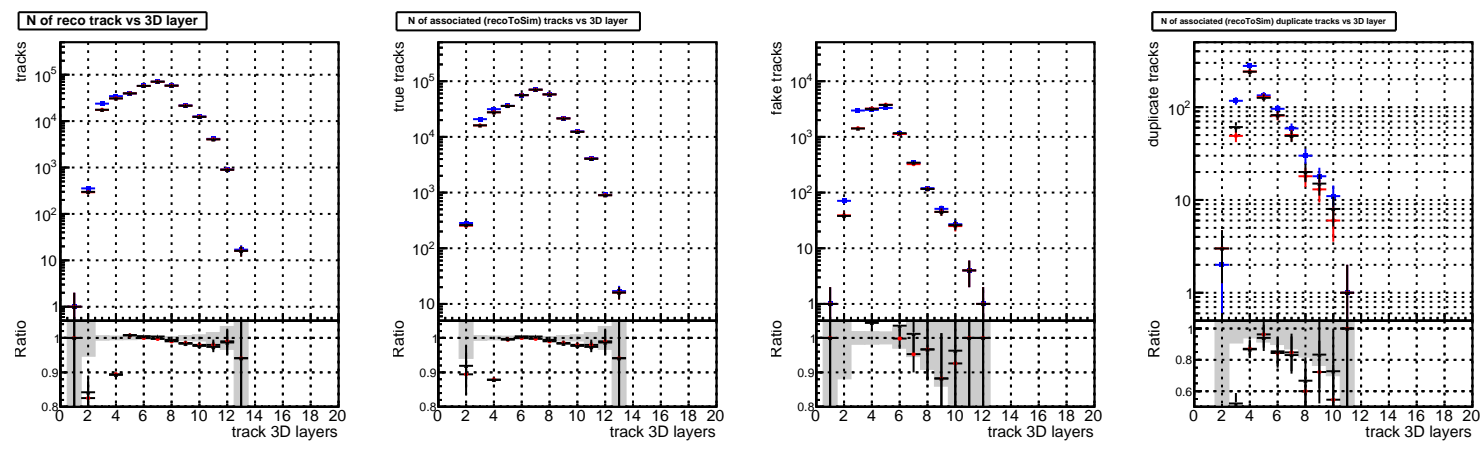 N of reco track vs 3D layer
tracks
10^5
10^4
10^3
10^2
10
1
Ratio
1
0.9
0.8
0 2 4 6 8 10 12 14 16 18 20
track 3D layers
N of associated (recoToSim) tracks vs 3D layer
true tracks
10^5
10^4
10^3
10^2
10
Ratio
1
0.9
0.8
0 2 4 6 8 10 12 14 16 18 20
track 3D layers
fake tracks
10^4
10^3
10^2
10
1
Ratio
1
0.9
0.8
0 2 4 6 8 10 12 14 16 18 20
track 3D layers
N of associated (recoToSim) duplicate tracks vs 3D layer
duplicate tracks
10^2
10
1
Ratio
1
0.8
0.6
0 2 4 6 8 10 12 14 16 18 20
track 3D layers